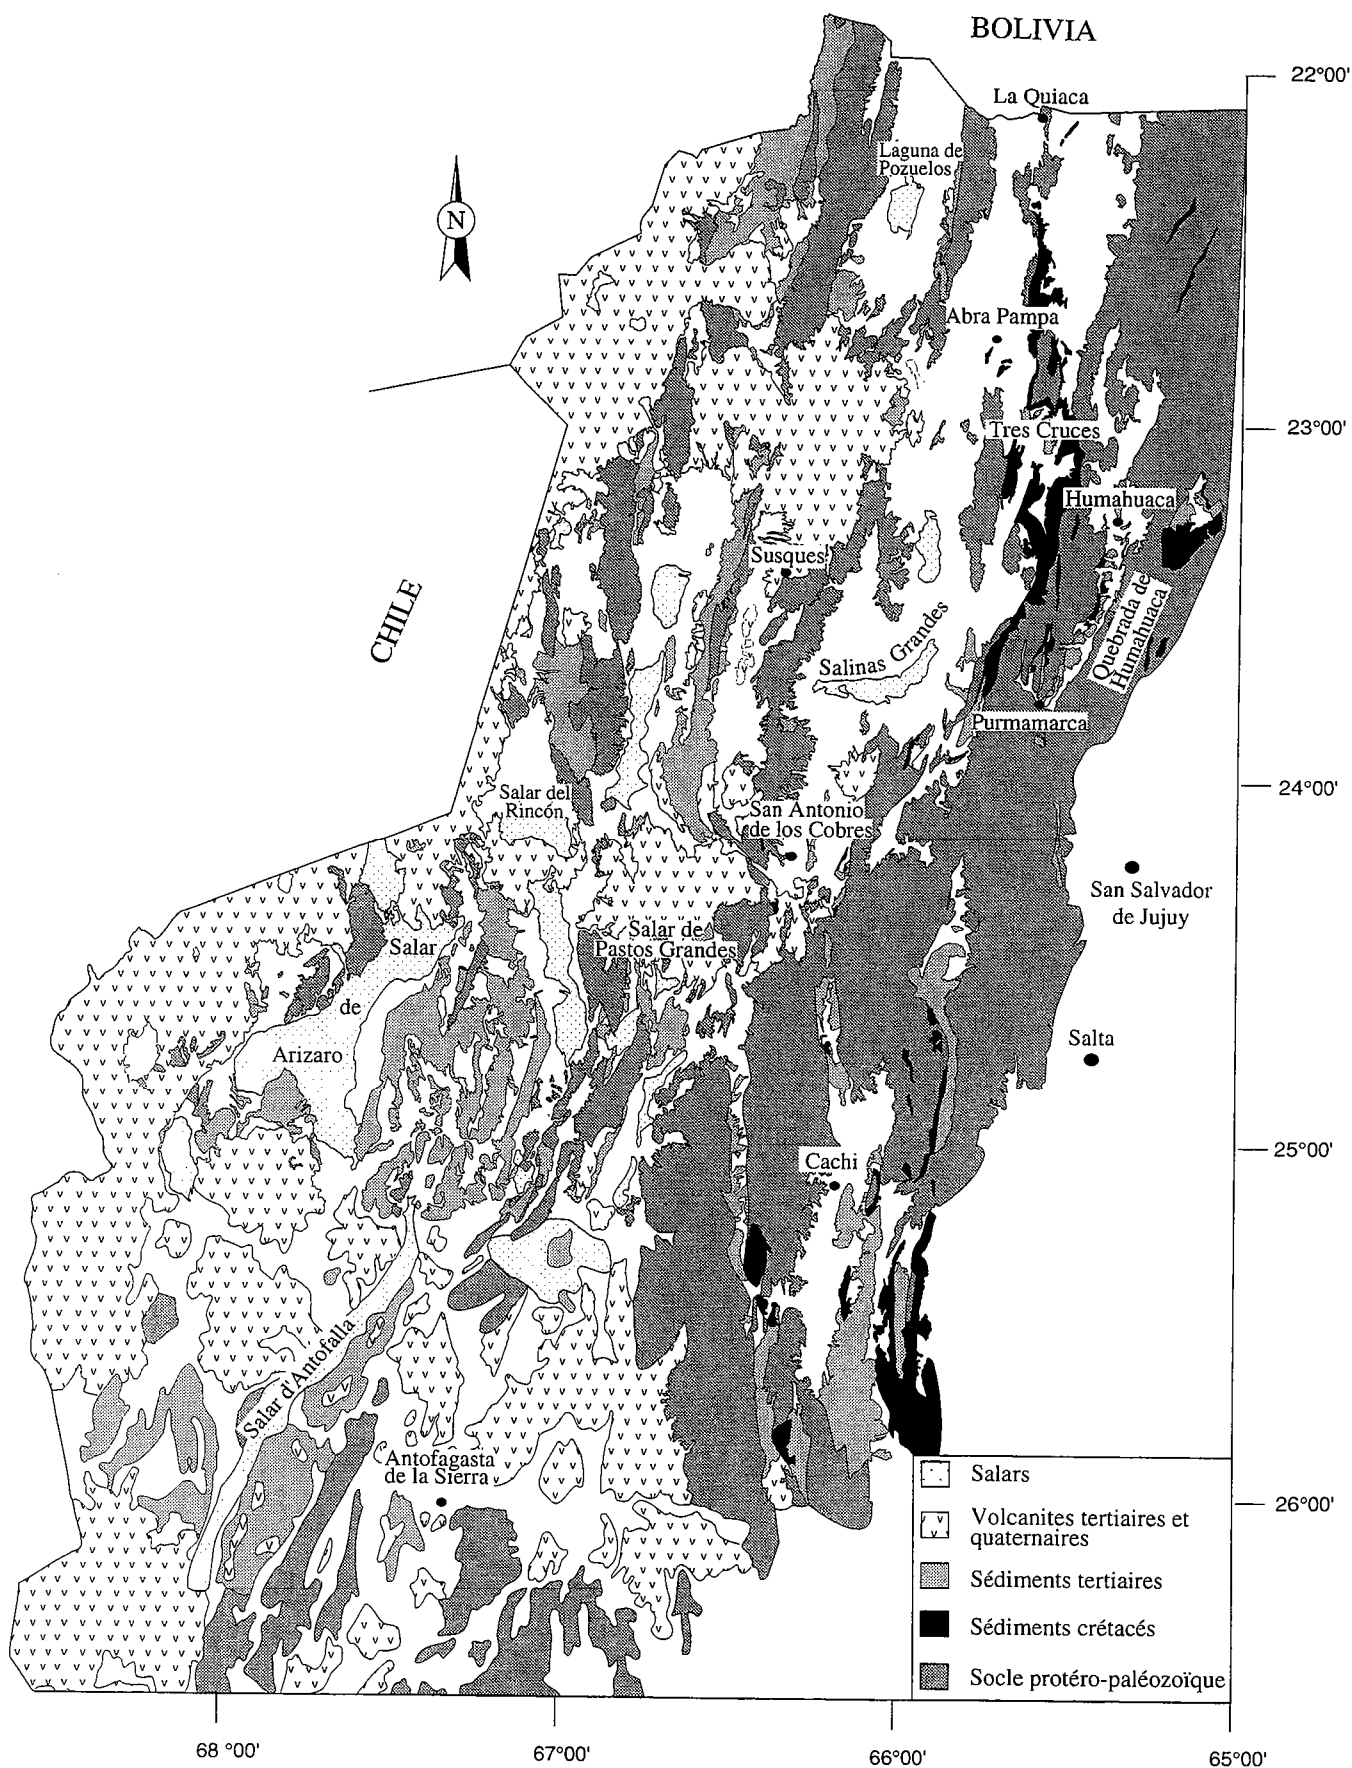 BOLIVIA
22°00'
La Quiaca
Laguna de
Pozuelos
N
Abra Pampa
Tres Cruces
23°00'
Humahuaca
Susques
CHILE
Quebrada de
Humahuaca
Salinas Grandes
Purmamarca
Salar del
Rincón
24°00'
San Antonio
de los Cobres
San Salvador
de Jujuy
Salar de
Pastos Grandes
Salar
de
Arizaro
Salta
25°00'
Cachi
Salar d'Antofalla
Antofagasta
de la Sierra
Salars
26°00'
Volcanites tertiaires et
quaternaires
Sédiments tertiaires
Sédiments crétacés
Socle protéro-paléozoïque
68 °00'
67°00'
66°00'
65°00'